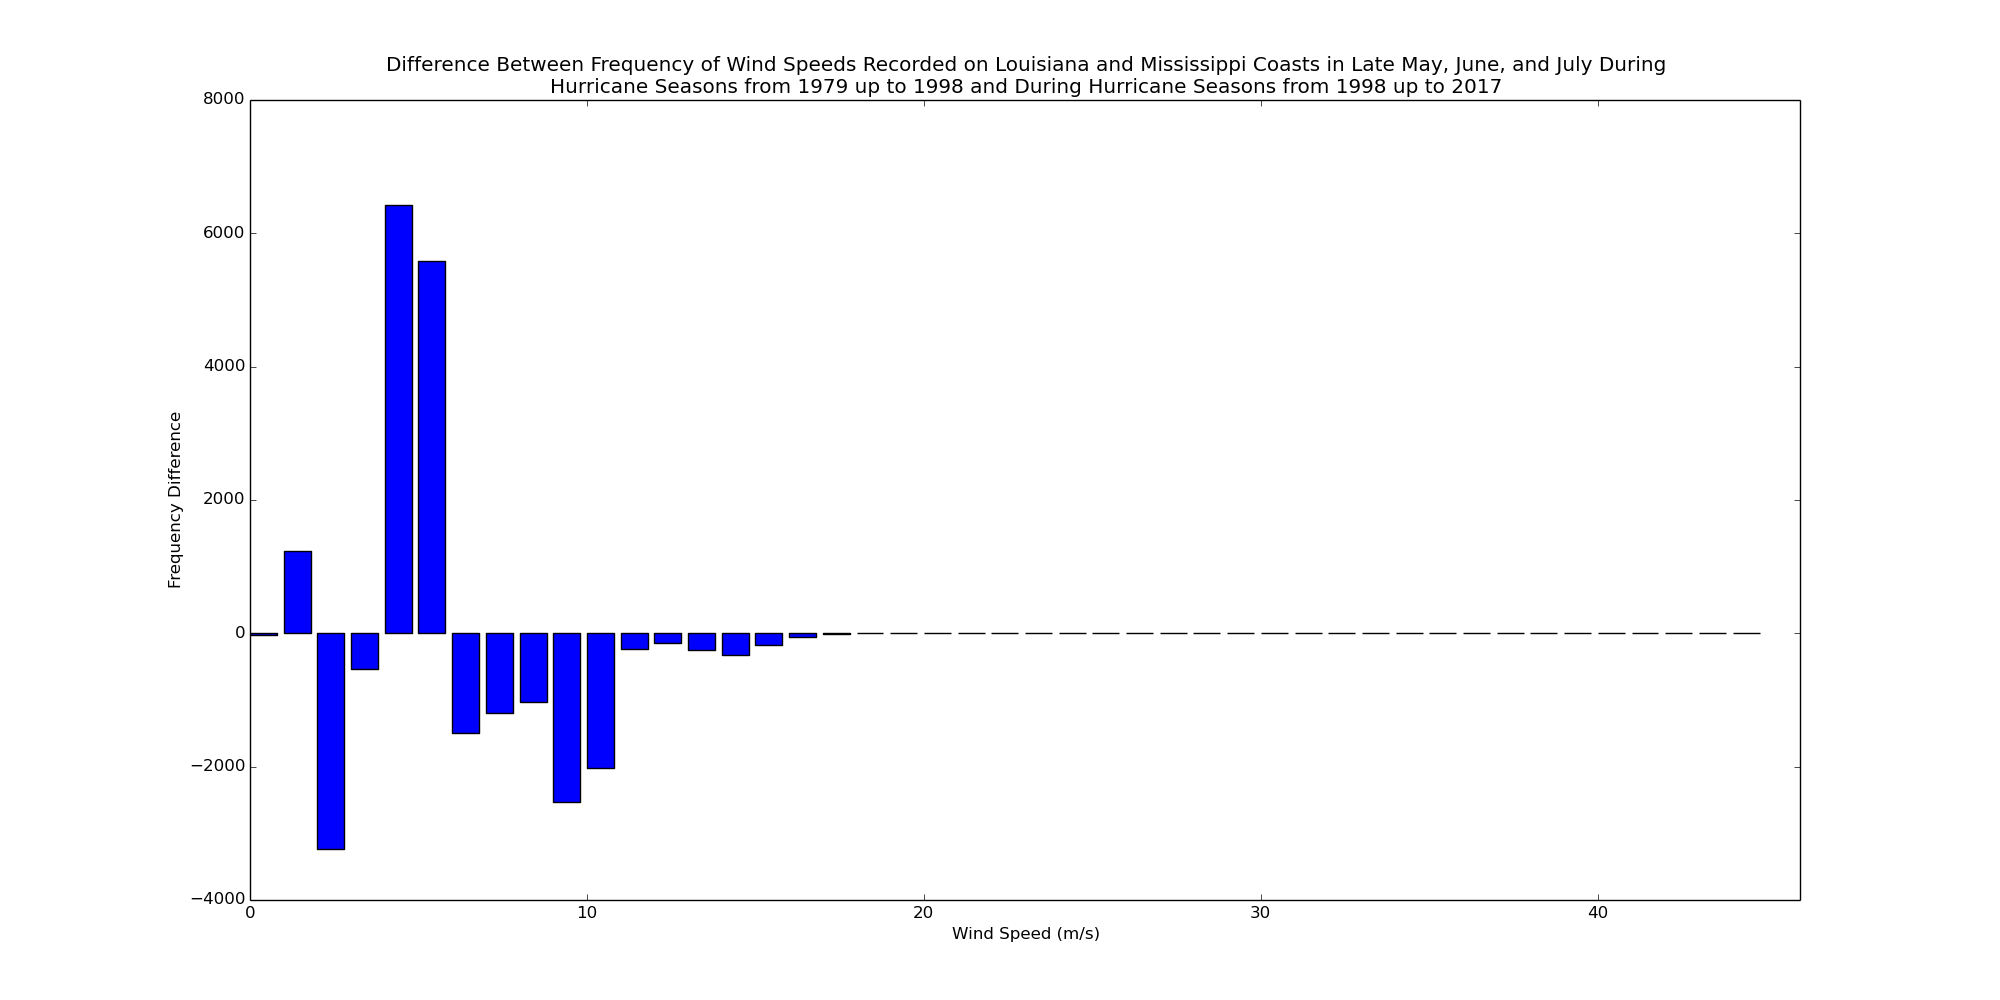 Difference Between Frequency of Wind Speeds Recorded on Louisiana and Mississippi Coasts in Late May, June, and July During
Hurricane Seasons from 1979 up to 1998 and During Hurricane Seasons from 1998 up to 2017
8000
6000
4000
2000
0
−2000
−4000
Frequency Difference
0 10 20 30 40
Wind Speed (m/s)